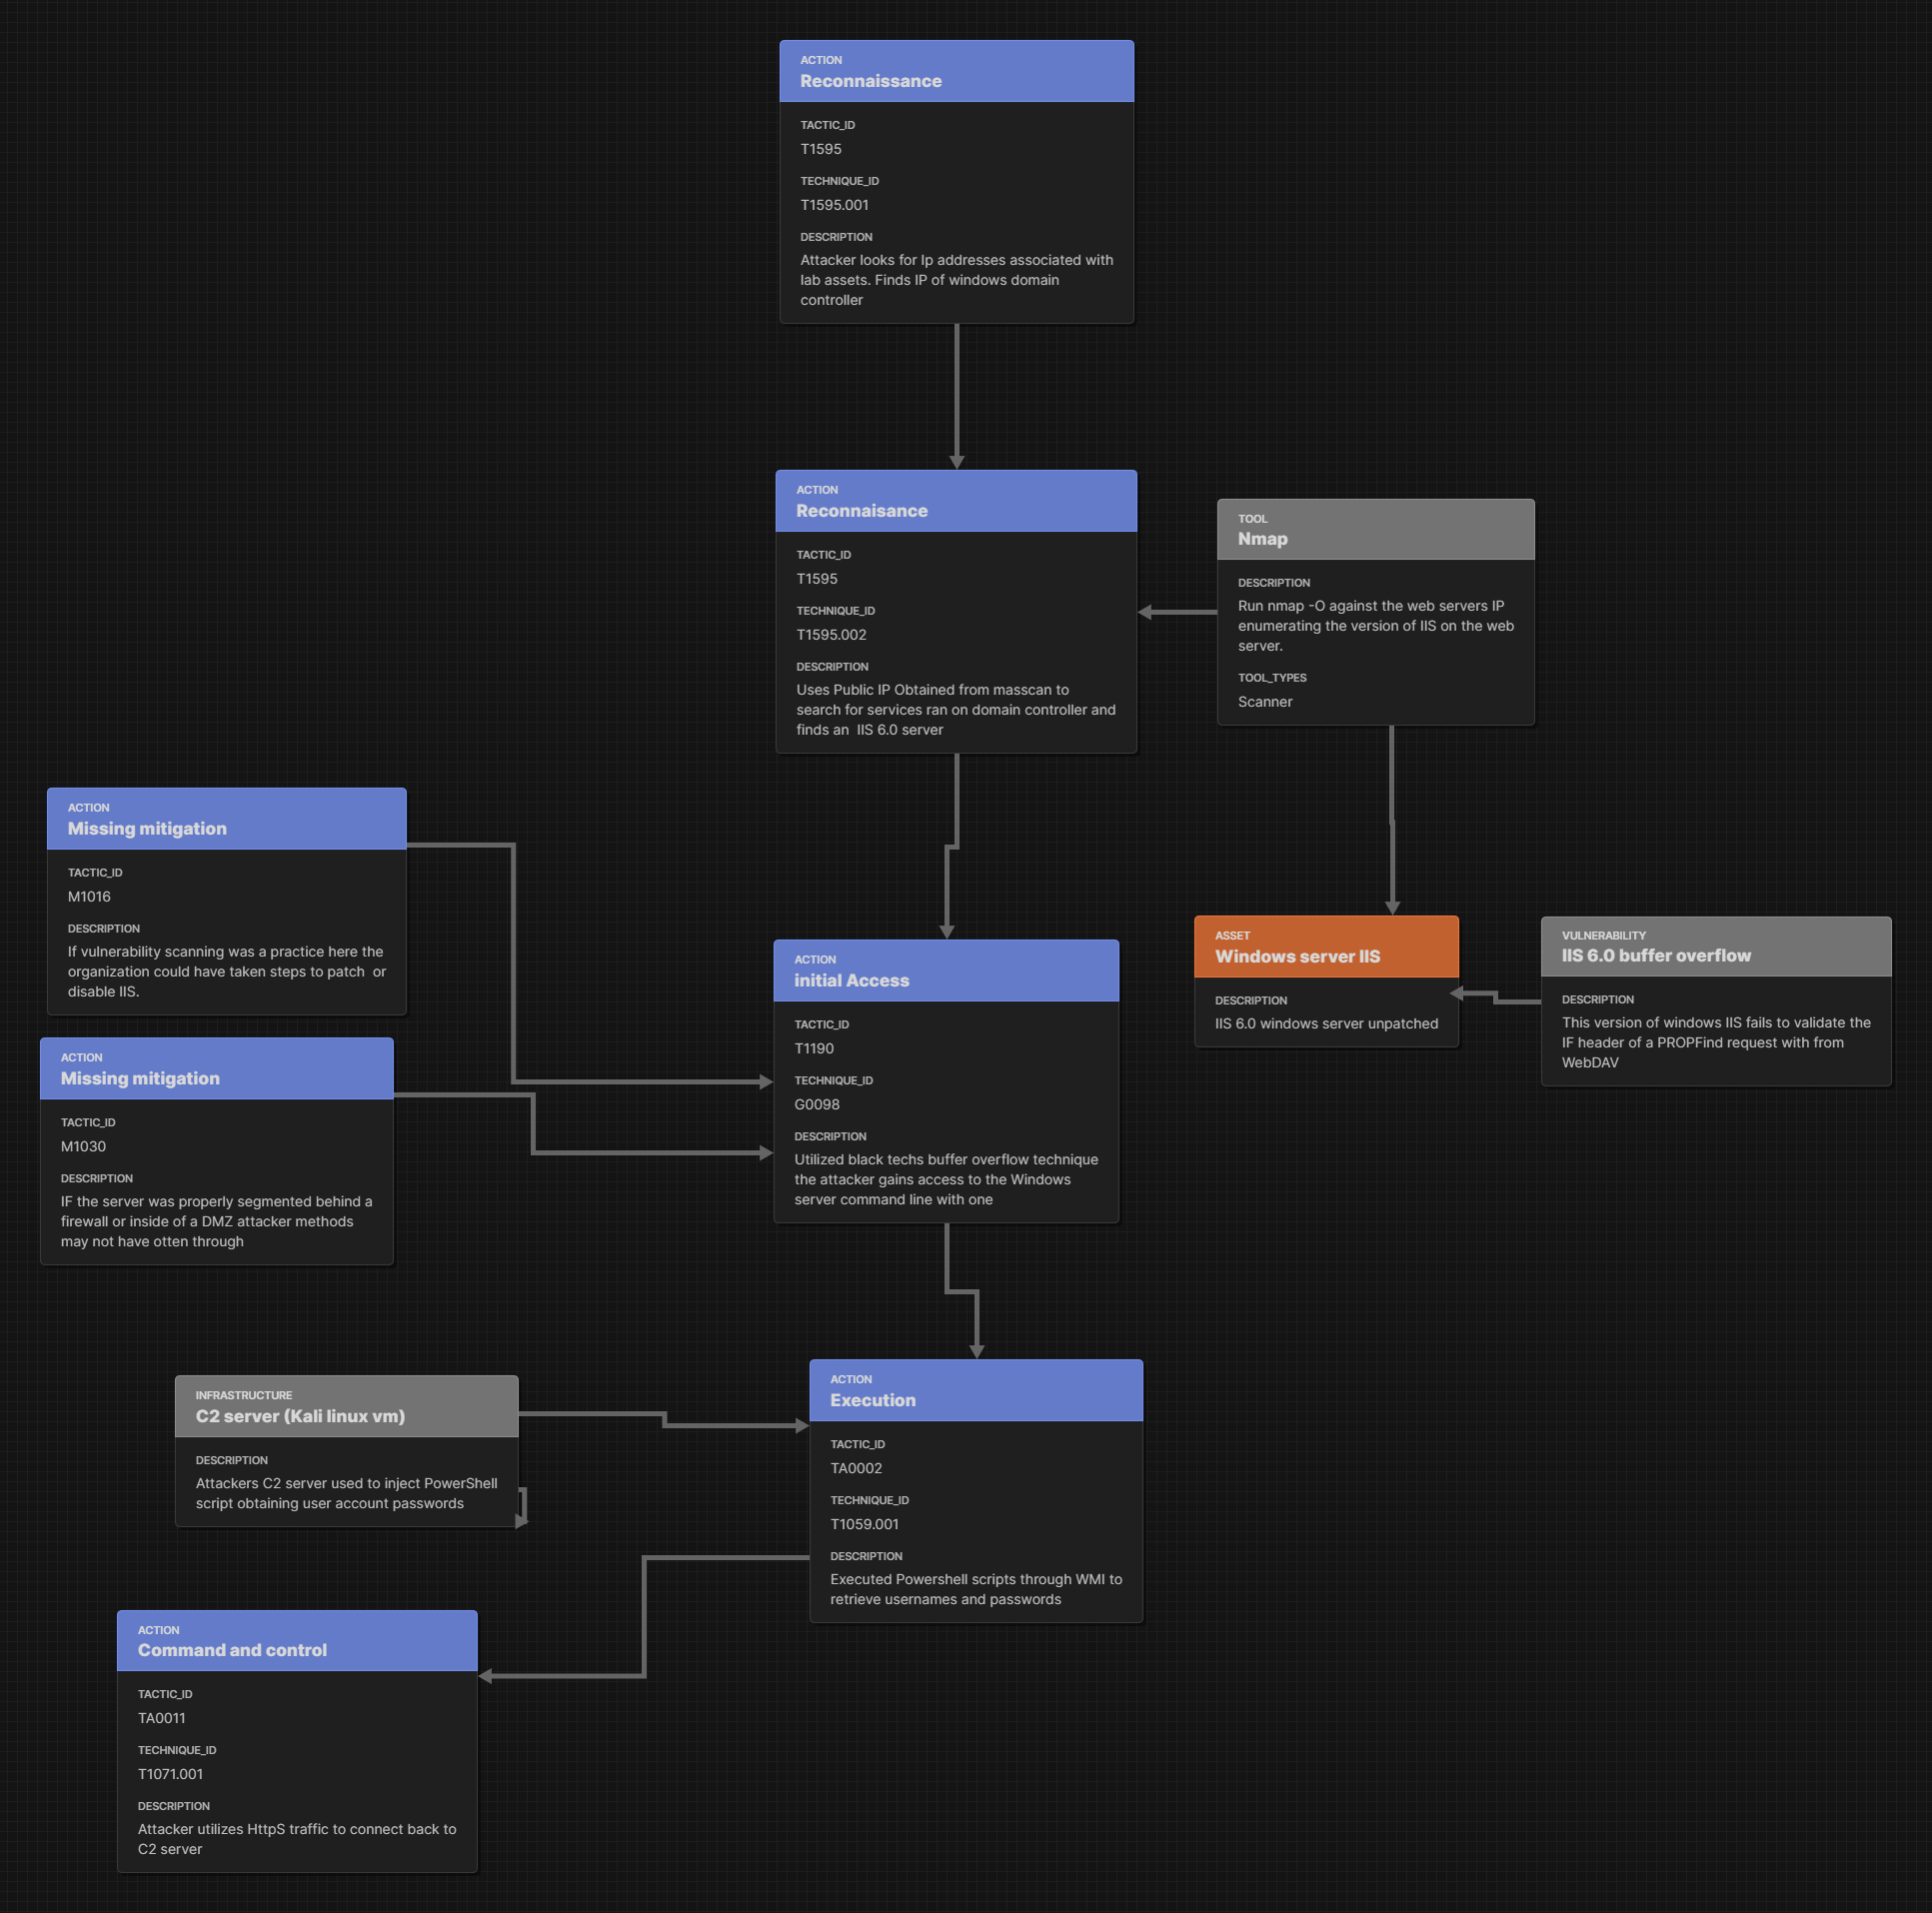 ACTION
Reconnaissance
TACTIC_ID
T1595
TECHNIQUE_ID
T1595.001
DESCRIPTION
Attacker looks for Ip addresses associated with
lab assets. Finds IP of windows domain
controller
ACTION
Reconnaisance
TACTIC_ID
T1595
TECHNIQUE_ID
T1595.002
DESCRIPTION
Uses Public IP Obtained from masscan to
search for services ran on domain controller and
finds an  IIS 6.0 server
TOOL
Nmap
DESCRIPTION
Run nmap -O against the web servers IP
enumerating the version of IIS on the web
server.
TOOL_TYPES
Scanner
ACTION
Missing mitigation
TACTIC_ID
M1016
DESCRIPTION
If vulnerability scanning was a practice here the
organization could have taken steps to patch  or
disable IIS.
ACTION
Missing mitigation
TACTIC_ID
M1030
DESCRIPTION
IF the server was properly segmented behind a
firewall or inside of a DMZ attacker methods
may not have otten through
ACTION
initial Access
TACTIC_ID
T1190
TECHNIQUE_ID
G0098
DESCRIPTION
Utilized black techs buffer overflow technique
the attacker gains access to the Windows
server command line with one
ASSET
Windows server IIS
DESCRIPTION
IIS 6.0 windows server unpatched
VULNERABILITY
IIS 6.0 buffer overflow
DESCRIPTION
This version of windows IIS fails to validate the
IF header of a PROPFind request with from
WebDAV
INFRASTRUCTURE
C2 server (Kali linux vm)
DESCRIPTION
Attackers C2 server used to inject PowerShell
script obtaining user account passwords
ACTION
Execution
TACTIC_ID
TA0002
TECHNIQUE_ID
T1059.001
DESCRIPTION
Executed Powershell scripts through WMI to
retrieve usernames and passwords
ACTION
Command and control
TACTIC_ID
TA0011
TECHNIQUE_ID
T1071.001
DESCRIPTION
Attacker utilizes HttpS traffic to connect back to
C2 server